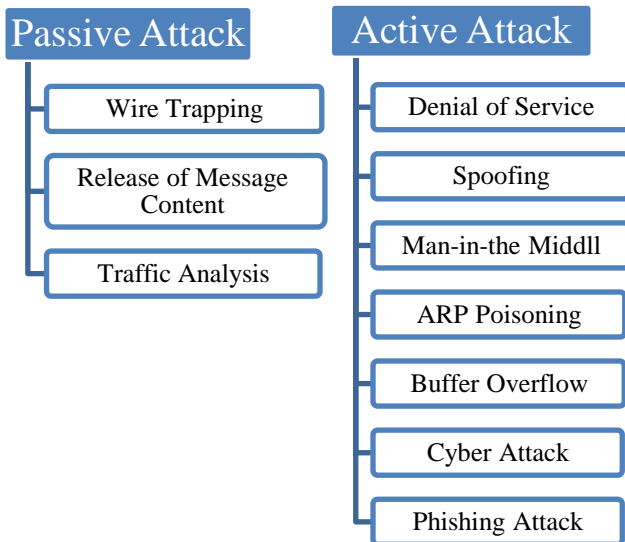 Passive Attack
Wire Trapping
Release of Message
Content
Traffic Analysis
Active Attack
Denial of Service
Spoofing
Man-in-the Middll
ARP Poisoning
Buffer Overflow
Cyber Attack
Phishing Attack